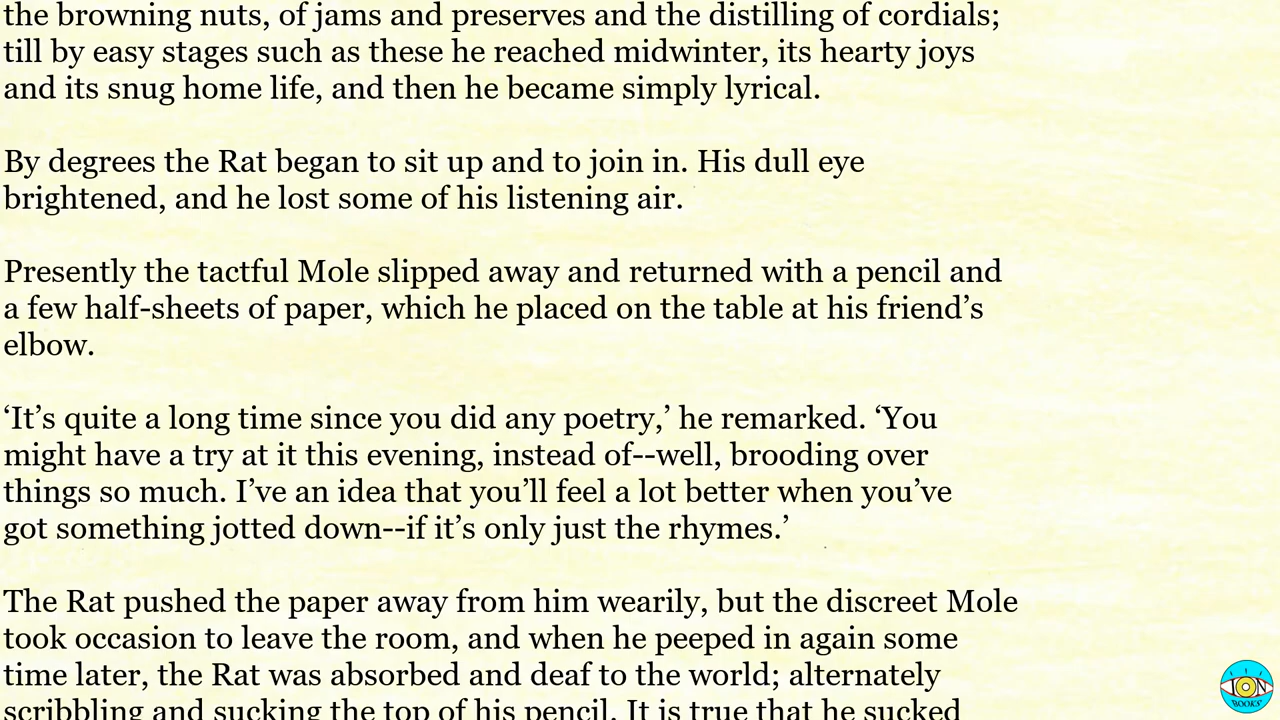 the browning nuts, of jams and preserves and the distilling of cordials;
till by easy stages such as these he reached midwinter, its hearty joys
and its snug home life, and then he became simply lyrical.
By degrees the Rat began to sit up and to join in. His dull eye
brightened, and he lost some of his listening air.
Presently the tactful Mole slipped away and returned with a pencil and
a few half-sheets of paper, which he placed on the table at his friend’s
elbow.
‘It’s quite a long time since you did any poetry,’ he remarked. ‘You
might have a try at it this evening, instead of--well, brooding over
things so much. I’ve an idea that you’ll feel a lot better when you’ve
got something jotted down--if it’s only just the rhymes.’
The Rat pushed the paper away from him wearily, but the discreet Mole
took occasion to leave the room, and when he peeped in again some
time later, the Rat was absorbed and deaf to the world; alternately
scribbling and sucking the top of his pencil. It is true that he sucked
ION
BOOKS